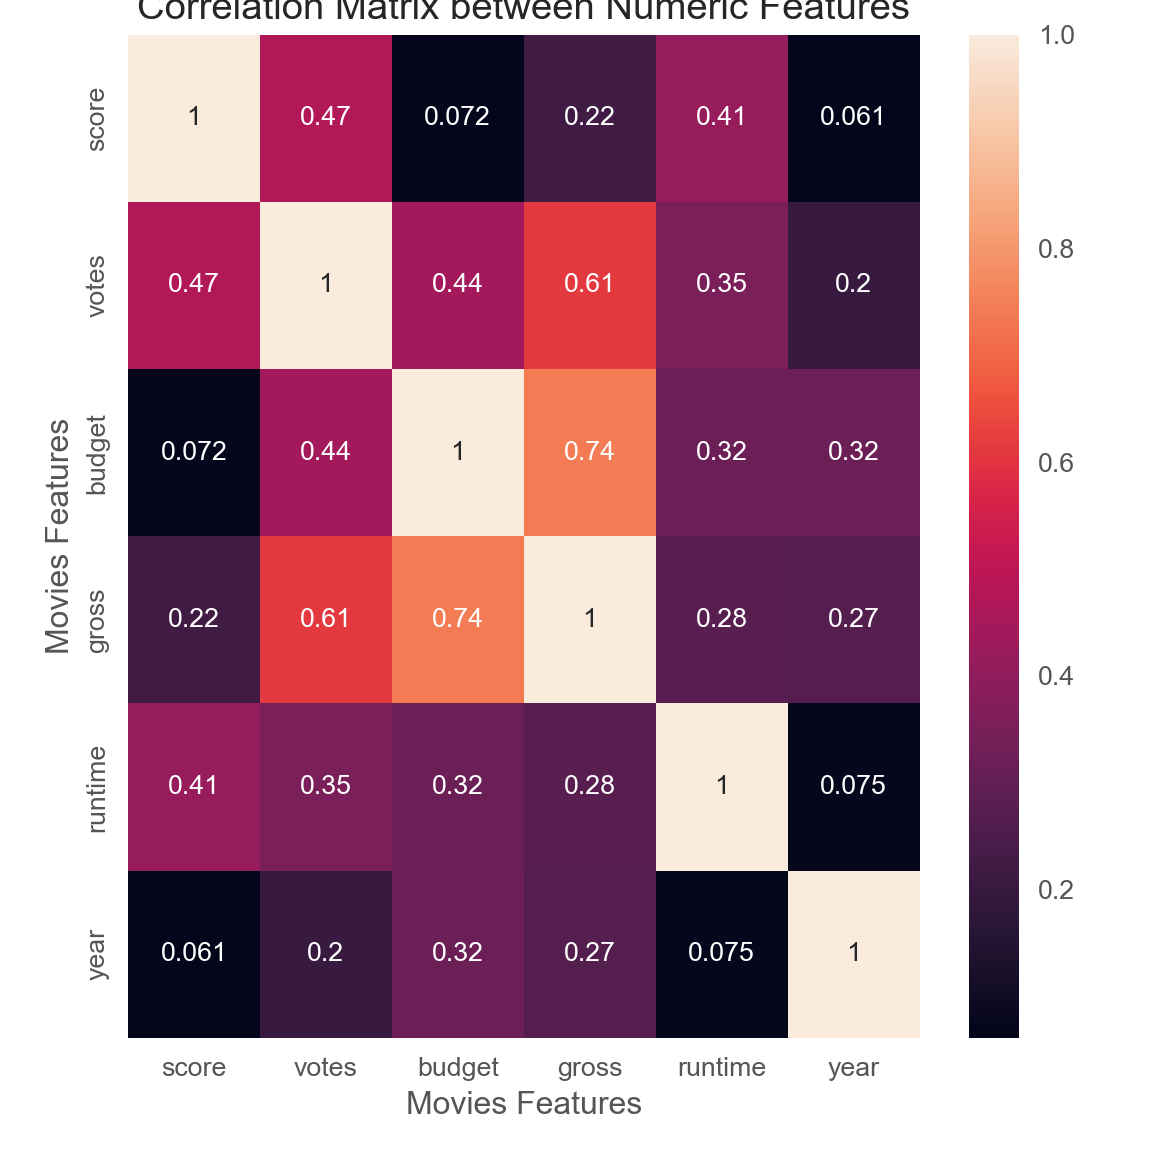 Correlation Matrix between Numeric Features
1.0
score 1 0.47 0.072 0.22 0.41 0.061
0.8
votes 0.47 1 0.44 0.61 0.35 0.2
budget 0.072 0.44 1 0.74 0.32 0.32
0.6
Movies Features
gross 0.22 0.61 0.74 1 0.28 0.27
0.4
runtime 0.41 0.35 0.32 0.28 1 0.075
0.2
year 0.061 0.2 0.32 0.27 0.075 1
score votes budget gross runtime year
Movies Features